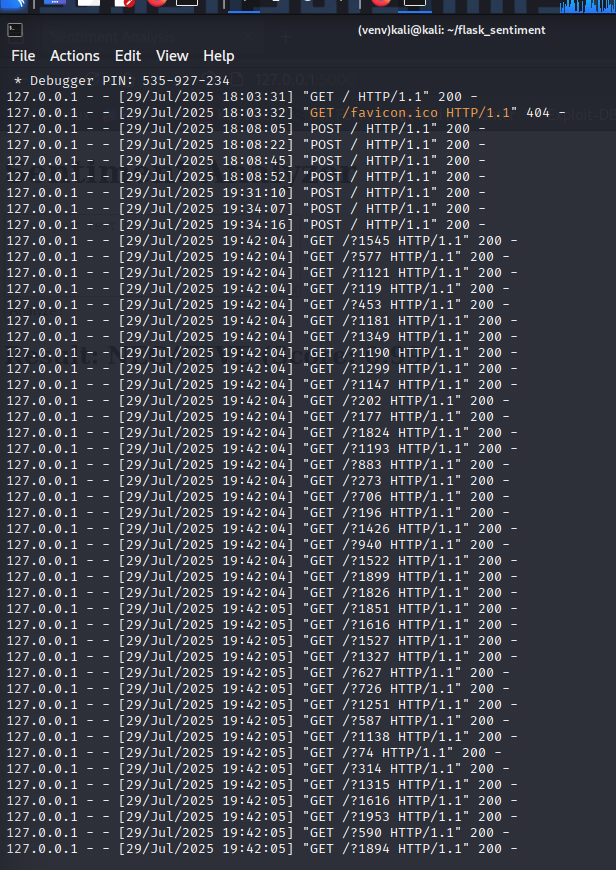 (venv)kali@kali: ~/flask_sentiment
File Actions Edit View Help
* Debugger PIN: 535-927-234
127.0.0.1 - - [29/Jul/2025 18:03:31] "GET / HTTP/1.1" 200 -
127.0.0.1 - - [29/Jul/2025 18:03:32] "GET /favicon.ico HTTP/1.1" 404 -
127.0.0.1 - - [29/Jul/2025 18:08:05] "POST / HTTP/1.1" 200 -
127.0.0.1 - - [29/Jul/2025 18:08:22] "POST / HTTP/1.1" 200 -
127.0.0.1 - - [29/Jul/2025 18:08:45] "POST / HTTP/1.1" 200 -
127.0.0.1 - - [29/Jul/2025 18:08:52] "POST / HTTP/1.1" 200 -
127.0.0.1 - - [29/Jul/2025 19:31:10] "POST / HTTP/1.1" 200 -
127.0.0.1 - - [29/Jul/2025 19:34:07] "POST / HTTP/1.1" 200 -
127.0.0.1 - - [29/Jul/2025 19:34:16] "POST / HTTP/1.1" 200 -
127.0.0.1 - - [29/Jul/2025 19:42:04] "GET /?1545 HTTP/1.1" 200 -
127.0.0.1 - - [29/Jul/2025 19:42:04] "GET /?577 HTTP/1.1" 200 -
127.0.0.1 - - [29/Jul/2025 19:42:04] "GET /?1121 HTTP/1.1" 200 -
127.0.0.1 - - [29/Jul/2025 19:42:04] "GET /?119 HTTP/1.1" 200 -
127.0.0.1 - - [29/Jul/2025 19:42:04] "GET /?453 HTTP/1.1" 200 -
127.0.0.1 - - [29/Jul/2025 19:42:04] "GET /?1181 HTTP/1.1" 200 -
127.0.0.1 - - [29/Jul/2025 19:42:04] "GET /?1349 HTTP/1.1" 200 -
127.0.0.1 - - [29/Jul/2025 19:42:04] "GET /?1190 HTTP/1.1" 200 -
127.0.0.1 - - [29/Jul/2025 19:42:04] "GET /?1299 HTTP/1.1" 200 -
127.0.0.1 - - [29/Jul/2025 19:42:04] "GET /?1147 HTTP/1.1" 200 -
127.0.0.1 - - [29/Jul/2025 19:42:04] "GET /?202 HTTP/1.1" 200 -
127.0.0.1 - - [29/Jul/2025 19:42:04] "GET /?177 HTTP/1.1" 200 -
127.0.0.1 - - [29/Jul/2025 19:42:04] "GET /?1824 HTTP/1.1" 200 -
127.0.0.1 - - [29/Jul/2025 19:42:04] "GET /?1193 HTTP/1.1" 200 -
127.0.0.1 - - [29/Jul/2025 19:42:04] "GET /?883 HTTP/1.1" 200 -
127.0.0.1 - - [29/Jul/2025 19:42:04] "GET /?273 HTTP/1.1" 200 -
127.0.0.1 - - [29/Jul/2025 19:42:04] "GET /?706 HTTP/1.1" 200 -
127.0.0.1 - - [29/Jul/2025 19:42:04] "GET /?196 HTTP/1.1" 200 -
127.0.0.1 - - [29/Jul/2025 19:42:04] "GET /?1426 HTTP/1.1" 200 -
127.0.0.1 - - [29/Jul/2025 19:42:04] "GET /?940 HTTP/1.1" 200 -
127.0.0.1 - - [29/Jul/2025 19:42:04] "GET /?1522 HTTP/1.1" 200 -
127.0.0.1 - - [29/Jul/2025 19:42:04] "GET /?1899 HTTP/1.1" 200 -
127.0.0.1 - - [29/Jul/2025 19:42:04] "GET /?1826 HTTP/1.1" 200 -
127.0.0.1 - - [29/Jul/2025 19:42:05] "GET /?1851 HTTP/1.1" 200 -
127.0.0.1 - - [29/Jul/2025 19:42:05] "GET /?1616 HTTP/1.1" 200 -
127.0.0.1 - - [29/Jul/2025 19:42:05] "GET /?1527 HTTP/1.1" 200 -
127.0.0.1 - - [29/Jul/2025 19:42:05] "GET /?1327 HTTP/1.1" 200 -
127.0.0.1 - - [29/Jul/2025 19:42:05] "GET /?627 HTTP/1.1" 200 -
127.0.0.1 - - [29/Jul/2025 19:42:05] "GET /?726 HTTP/1.1" 200 -
127.0.0.1 - - [29/Jul/2025 19:42:05] "GET /?1251 HTTP/1.1" 200 -
127.0.0.1 - - [29/Jul/2025 19:42:05] "GET /?587 HTTP/1.1" 200 -
127.0.0.1 - - [29/Jul/2025 19:42:05] "GET /?1138 HTTP/1.1" 200 -
127.0.0.1 - - [29/Jul/2025 19:42:05] "GET /?74 HTTP/1.1" 200 -
127.0.0.1 - - [29/Jul/2025 19:42:05] "GET /?314 HTTP/1.1" 200 -
127.0.0.1 - - [29/Jul/2025 19:42:05] "GET /?1315 HTTP/1.1" 200 -
127.0.0.1 - - [29/Jul/2025 19:42:05] "GET /?1616 HTTP/1.1" 200 -
127.0.0.1 - - [29/Jul/2025 19:42:05] "GET /?1953 HTTP/1.1" 200 -
127.0.0.1 - - [29/Jul/2025 19:42:05] "GET /?590 HTTP/1.1" 200 -
127.0.0.1 - - [29/Jul/2025 19:42:05] "GET /?1894 HTTP/1.1" 200 -